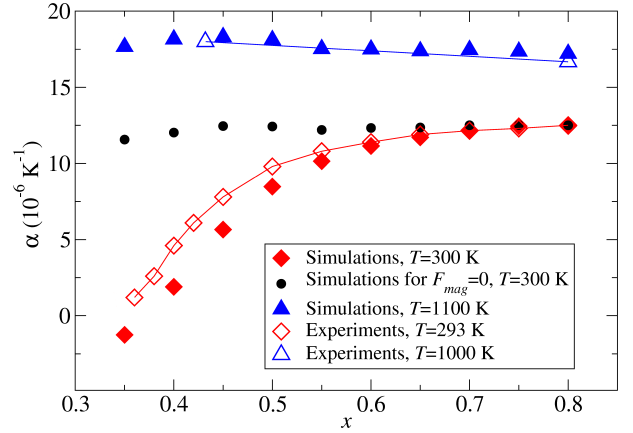 20
15
10
5
0
α (10⁻⁶ K⁻¹)
Simulations, T=300 K
Simulations for F_mag=0, T=300 K
Simulations, T=1100 K
Experiments, T=293 K
Experiments, T=1000 K
0.3 0.4 0.5 0.6 0.7 0.8
x